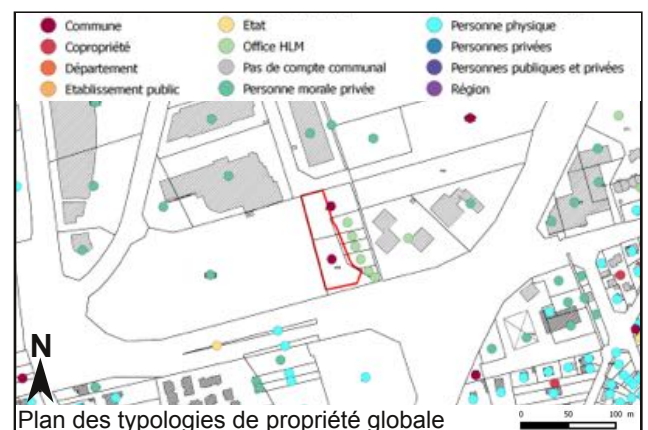 Commune
Copropriété
Département
Etablissement public
Etat
Office HLM
Pas de compte communal
Personne morale privée
Personne physique
Personnes privées
Personnes publiques et privées
Région
N
Plan des typologies de propriété globale
0 50 100 m